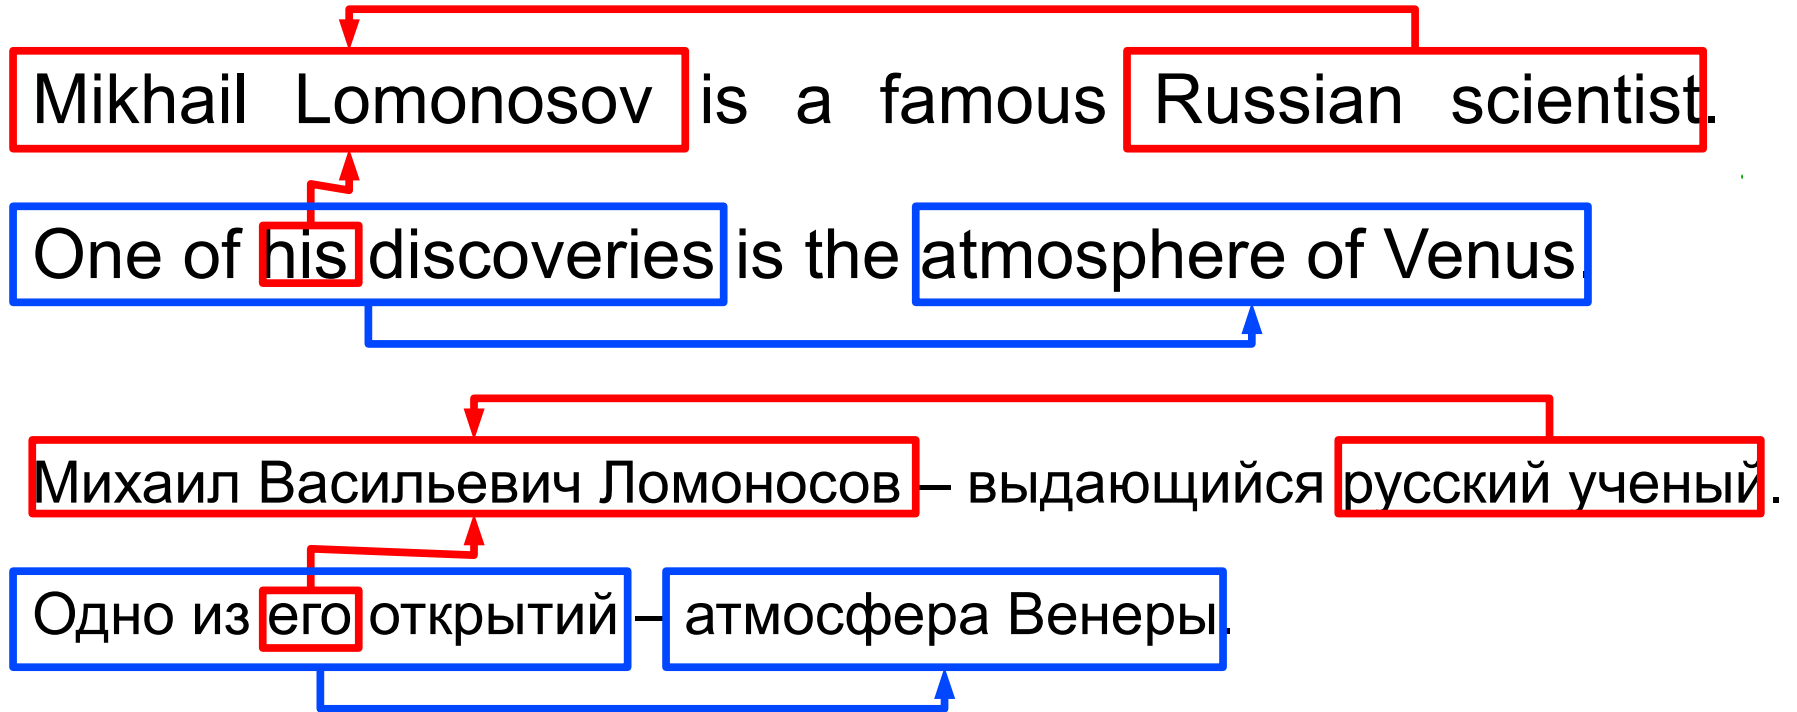 Mikhail Lomonosov is a famous Russian scientist.
One of his discoveries is the atmosphere of Venus.
Михаил Васильевич Ломоносов – выдающийся русский ученый.
Одно из его открытий – атмосфера Венеры.